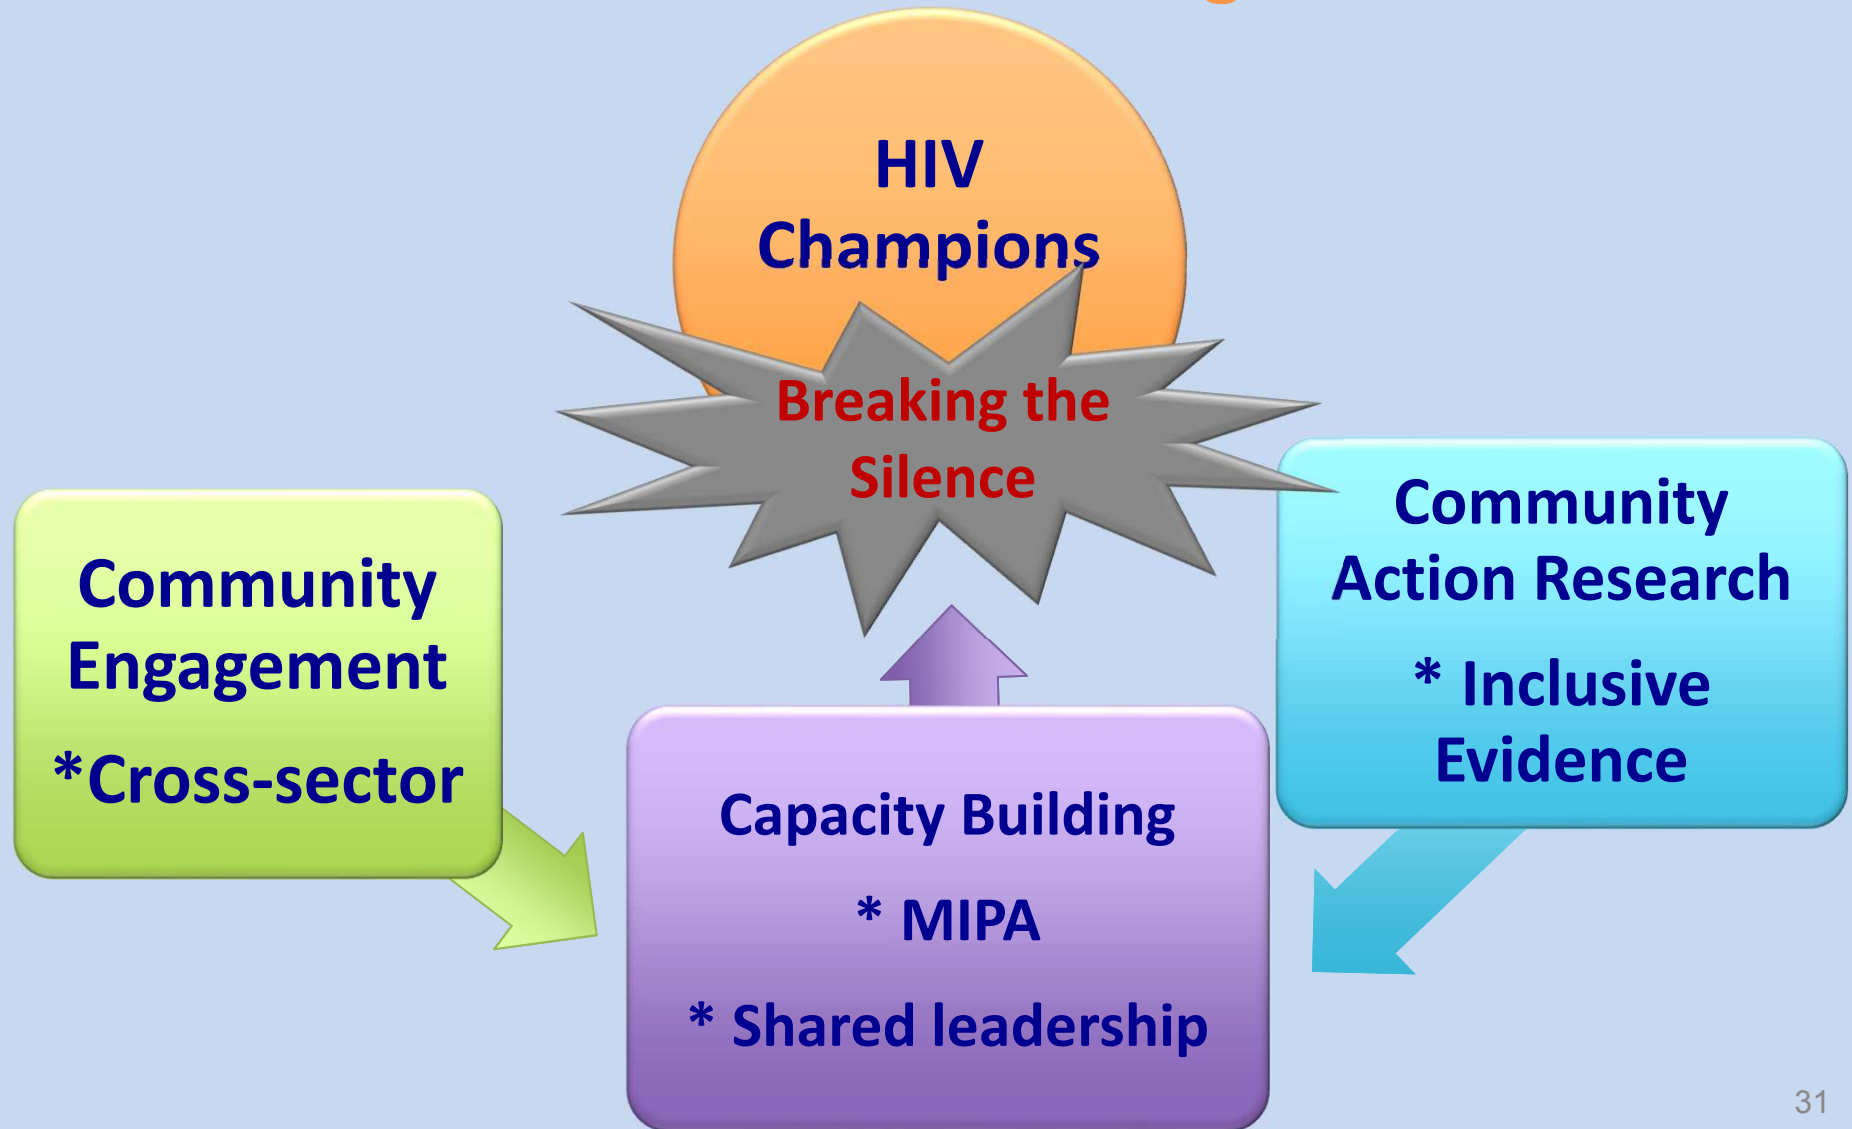 HIV
Champions
Breaking the
Silence
Community
Engagement
*Cross-sector
Community
Action Research
* Inclusive
Evidence
Capacity Building
* MIPA
* Shared leadership
31